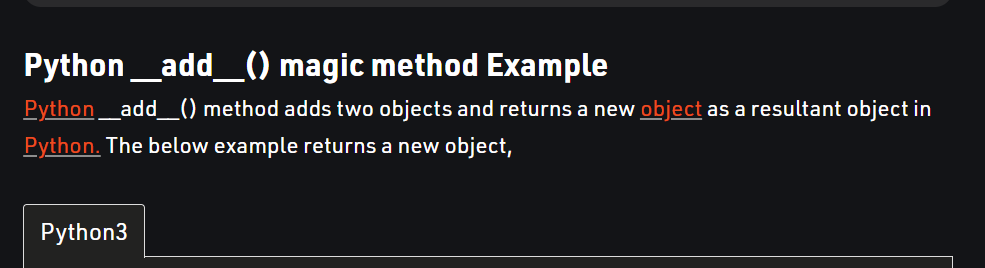 Python __add__() magic method Example
Python __add__() method adds two objects and returns a new object as a resultant object in
Python. The below example returns a new object,
Python3